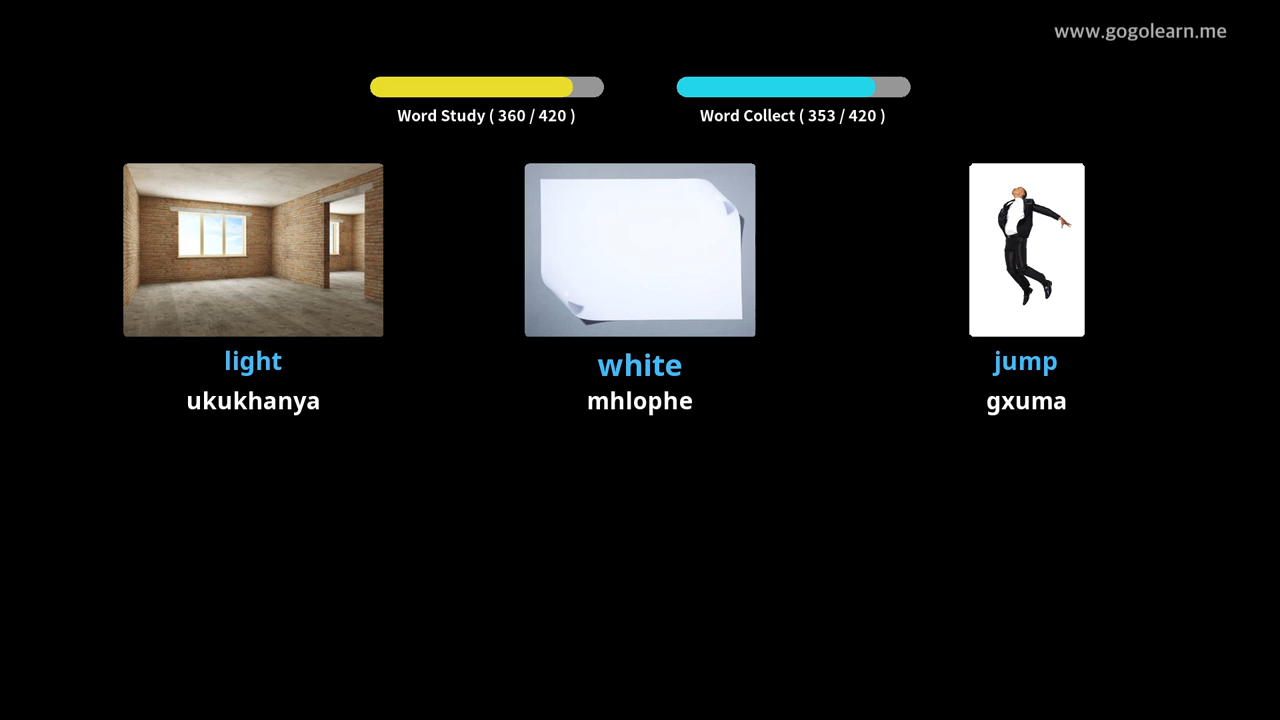 www.gogolearn.me
Word Study ( 360 / 420 )
Word Collect ( 353 / 420 )
light
white
jump
ukukhanya
mhlophe
gxuma